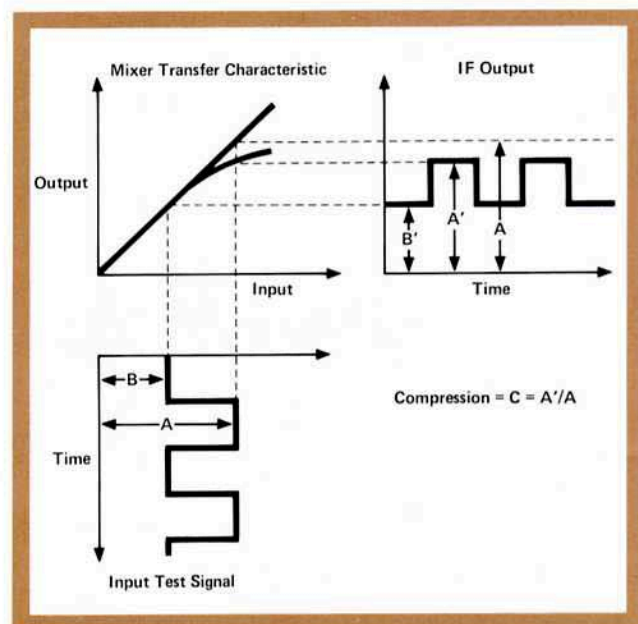 Mixer Transfer Characteristic
IF Output
Output
Input
B'
A'
A
Time
B
A
Time
Compression = C = A'/A
Input Test Signal